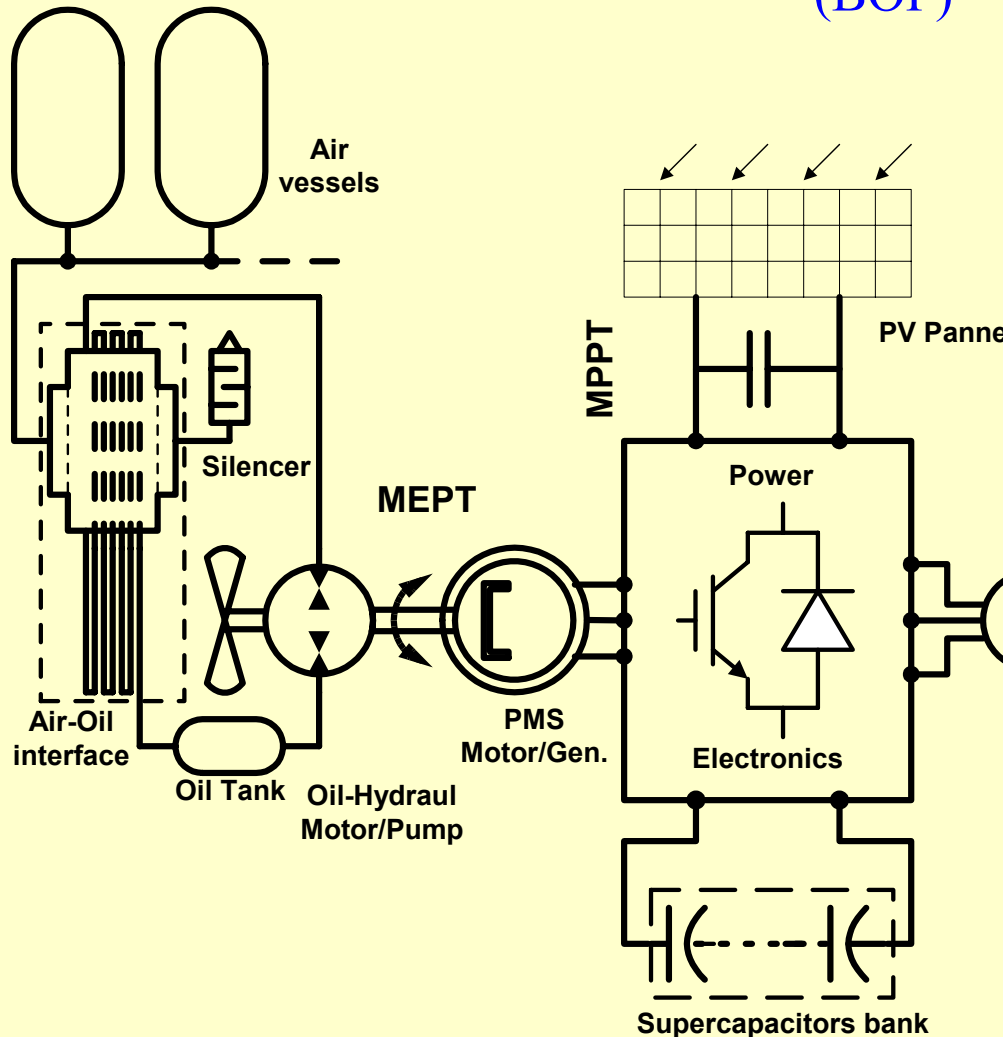 (BOP)
Air
vessels
PV Panne
MPPT
Silencer
MEPT
Power
Air-Oil
interface
PMS
Motor/Gen.
Electronics
Oil Tank
Oil-Hydraul
Motor/Pump
Supercapacitors bank